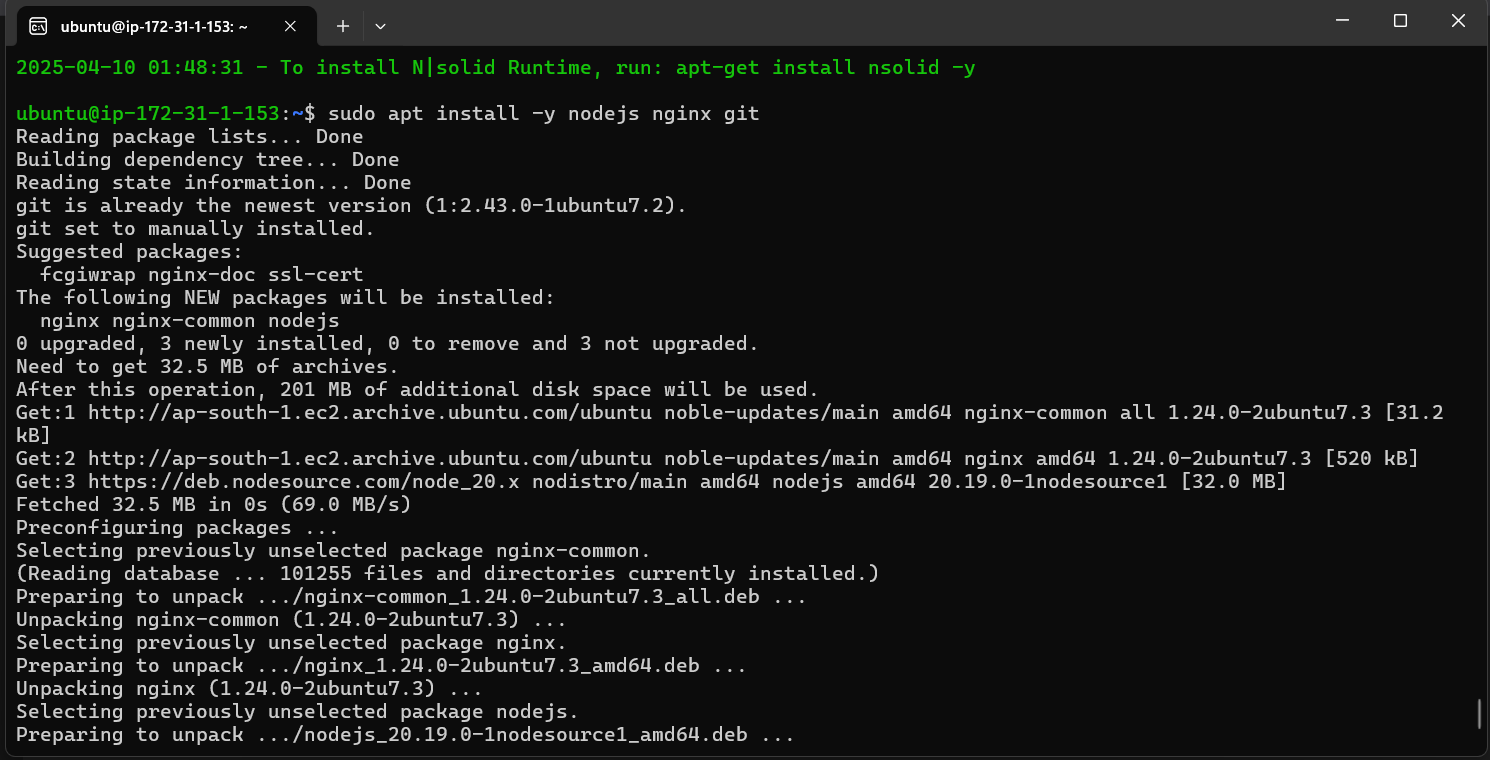 ubuntu@ip-172-31-1-153: ~
2025-04-10 01:48:31 - To install N|solid Runtime, run: apt-get install nsolid -y
ubuntu@ip-172-31-1-153:~$ sudo apt install -y nodejs nginx git
Reading package lists... Done
Building dependency tree... Done
Reading state information... Done
git is already the newest version (1:2.43.0-1ubuntu7.2).
git set to manually installed.
Suggested packages:
  fcgiwrap nginx-doc ssl-cert
The following NEW packages will be installed:
  nginx nginx-common nodejs
0 upgraded, 3 newly installed, 0 to remove and 3 not upgraded.
Need to get 32.5 MB of archives.
After this operation, 201 MB of additional disk space will be used.
Get:1 http://ap-south-1.ec2.archive.ubuntu.com/ubuntu noble-updates/main amd64 nginx-common all 1.24.0-2ubuntu7.3 [31.2
kB]
Get:2 http://ap-south-1.ec2.archive.ubuntu.com/ubuntu noble-updates/main amd64 nginx amd64 1.24.0-2ubuntu7.3 [520 kB]
Get:3 https://deb.nodesource.com/node_20.x nodistro/main amd64 nodejs amd64 20.19.0-1nodesource1 [32.0 MB]
Fetched 32.5 MB in 0s (69.0 MB/s)
Preconfiguring packages ...
Selecting previously unselected package nginx-common.
(Reading database ... 101255 files and directories currently installed.)
Preparing to unpack .../nginx-common_1.24.0-2ubuntu7.3_all.deb ...
Unpacking nginx-common (1.24.0-2ubuntu7.3) ...
Selecting previously unselected package nginx.
Preparing to unpack .../nginx_1.24.0-2ubuntu7.3_amd64.deb ...
Unpacking nginx (1.24.0-2ubuntu7.3) ...
Selecting previously unselected package nodejs.
Preparing to unpack .../nodejs_20.19.0-1nodesource1_amd64.deb ...